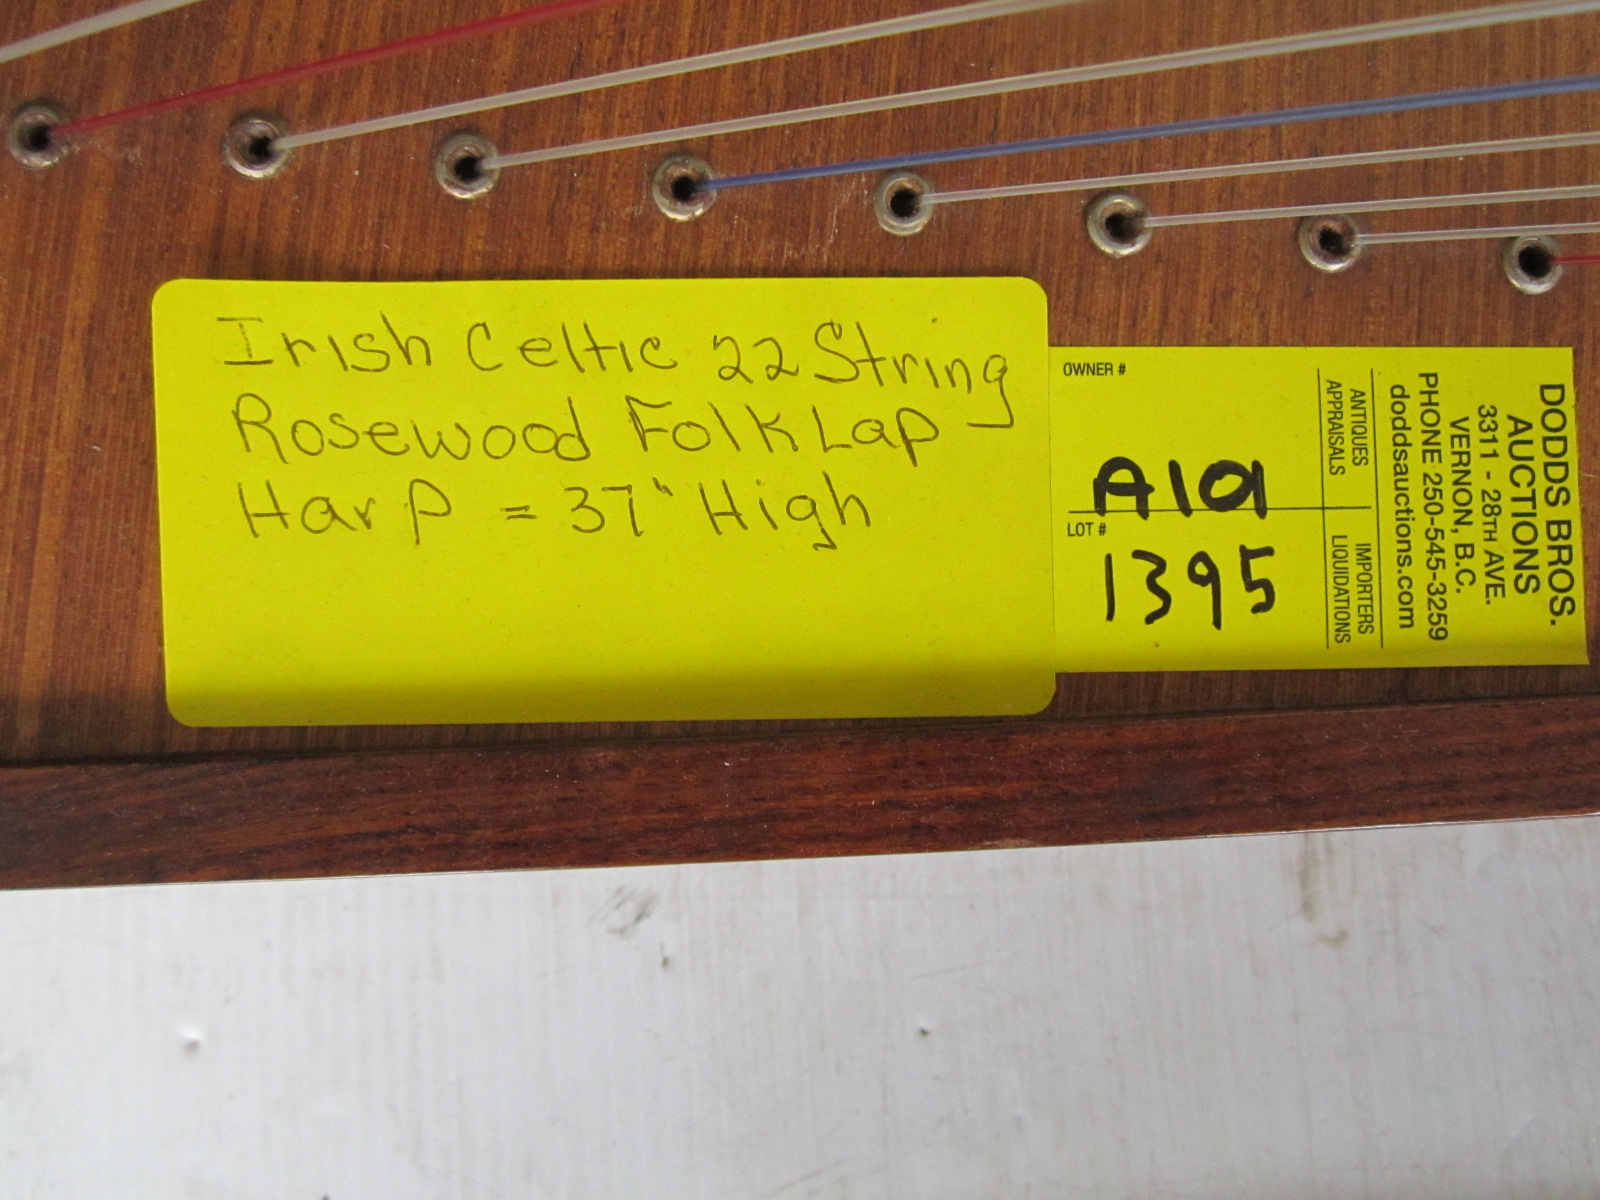 Irish Celtic 22 String
Rosewood Folk Lap
Harp = 37" High
OWNER #
A101
LOT #
1395
ANTIQUES
APPRAISALS
IMPORTERS
LIQUIDATIONS
DODDS BROS.
AUCTIONS
3311 - 28TH AVE.
VERNON, B.C.
PHONE 250-545-3259
doddsauctions.com